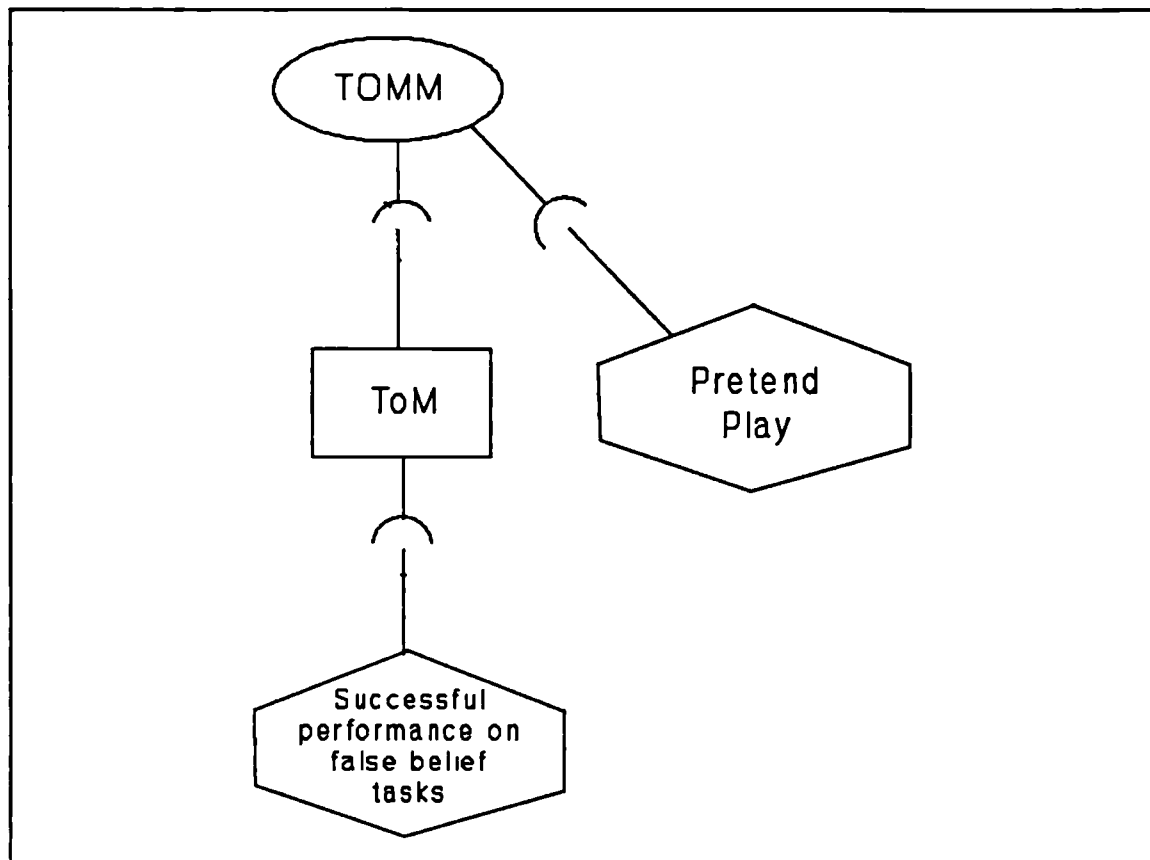 TOMM
ToM
Pretend
Play
Successful
performance on
false belief
tasks